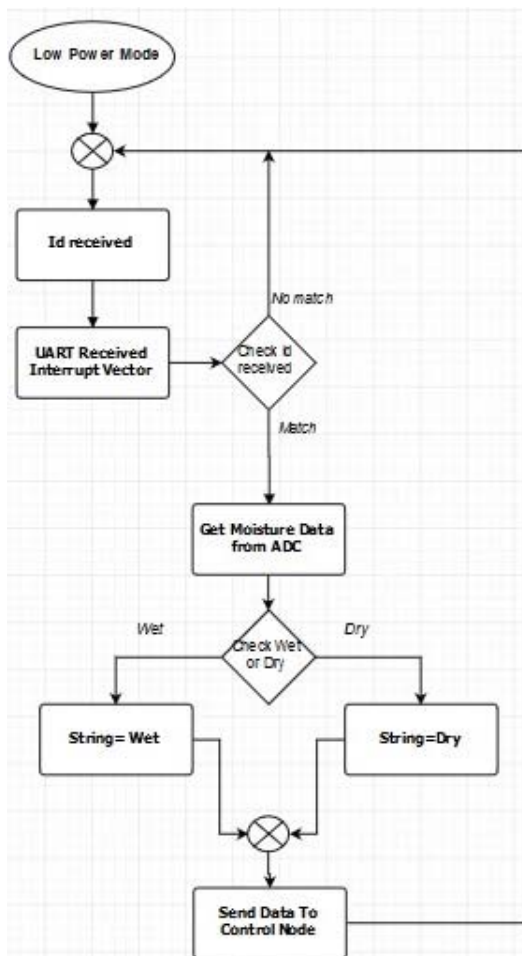 Low Power Mode
Id received
UART Received
Interrupt Vector
No match
Check Id
received
Match
Get Moisture Data
from ADC
Wet
Dry
Check Wet
or Dry
String= Wet
String=Dry
Send Data To
Control Node